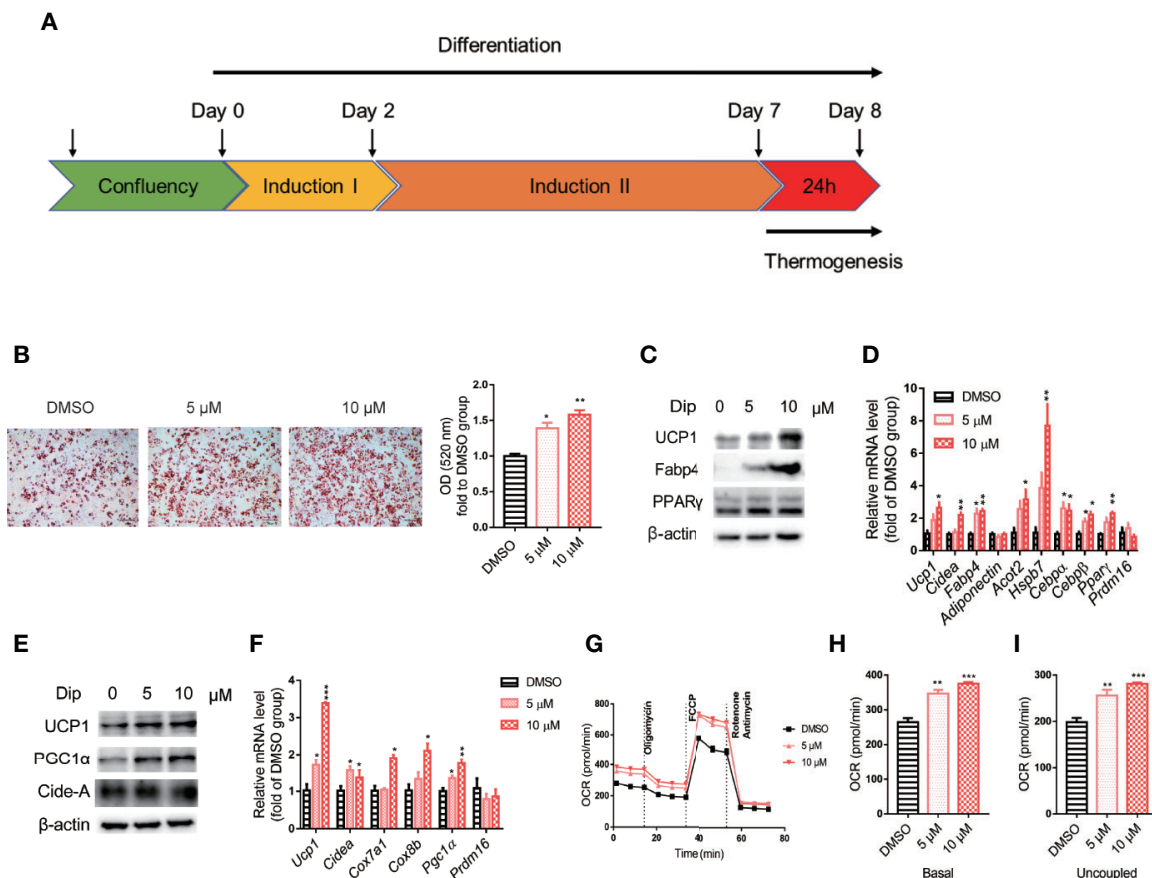 A
Differentiation
Day 0
Day 2
Day 7
Day 8
Confluency
Induction I
Induction II
24h
Thermogenesis
B
DMSO
5 µM
10 µM
OD (520 nm)
fold to DMSO group
2.0
1.5
1.0
0.5
0.0
*
**
DMSO
5 µM
10 µM
C
Dip 0 5 10 µM
UCP1
Fabp4
PPARγ
β-actin
D
Relative mRNA level
(fold of DMSO group)
10
8
6
4
2
0
DMSO
5 µM
10 µM
* ** * ** * ** * * * * **
Ucp1
Cidea
Fabp4
Adiponectin
Acot2
Hspb7
Cebpα
Cebpβ
Pparγ
Prdm16
E
Dip 0 5 10 µM
UCP1
PGC1α
Cide-A
β-actin
F
Relative mRNA level
(fold of DMSO group)
4
3
2
1
0
DMSO
5 µM
10 µM
* *** * * * * * **
Ucp1
Cidea
Cox7a1
Cox8b
Pgc1α
Prdm16
G
OCR (pmol/min)
800
600
400
200
0
0 20 40 60 80
Time (min)
Oligomycin
FCCP
Rotenone
Antimycin
DMSO
5 µM
10 µM
H
OCR (pmol/min)
400
300
200
100
0
**
***
DMSO
5 µM
10 µM
Basal
I
OCR (pmol/min)
300
200
100
0
**
***
DMSO
5 µM
10 µM
Uncoupled